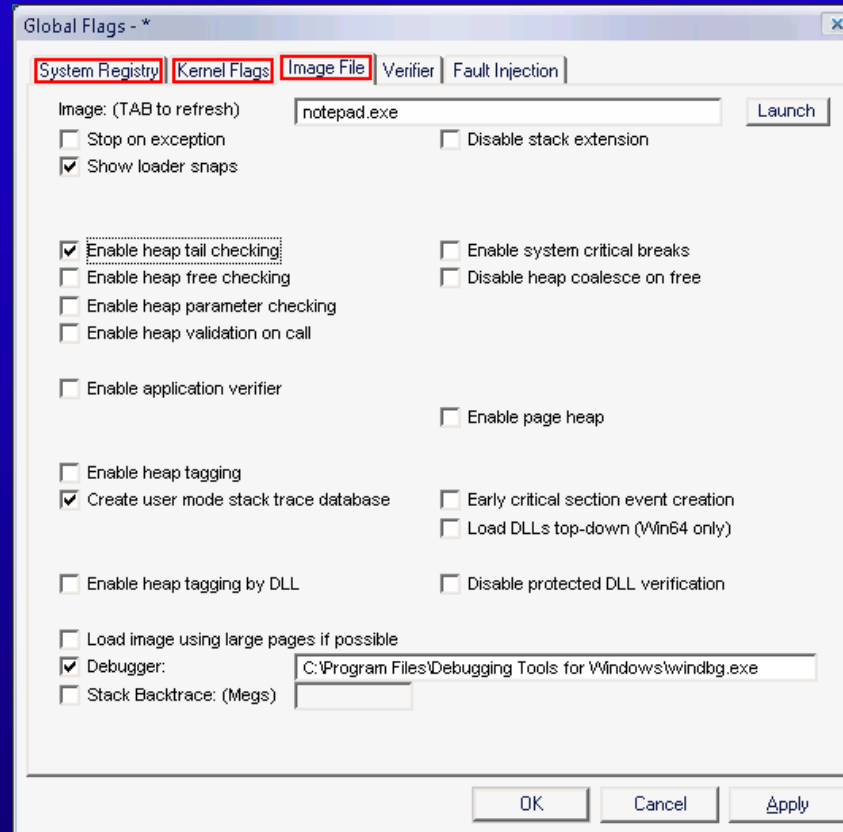 Global Flags - *
System Registry Kernel Flags Image File Verifier Fault Injection
Image: (TAB to refresh) notepad.exe Launch
Stop on exception Disable stack extension
Show loader snaps
Enable heap tail checking Enable system critical breaks
Enable heap free checking Disable heap coalesce on free
Enable heap parameter checking
Enable heap validation on call
Enable application verifier
Enable page heap
Enable heap tagging
Create user mode stack trace database Early critical section event creation
Load DLLs top-down (Win64 only)
Enable heap tagging by DLL Disable protected DLL verification
Load image using large pages if possible
Debugger: C:\Program Files\Debugging Tools for Windows\windbg.exe
Stack Backtrace: (Megs)
OK Cancel Apply